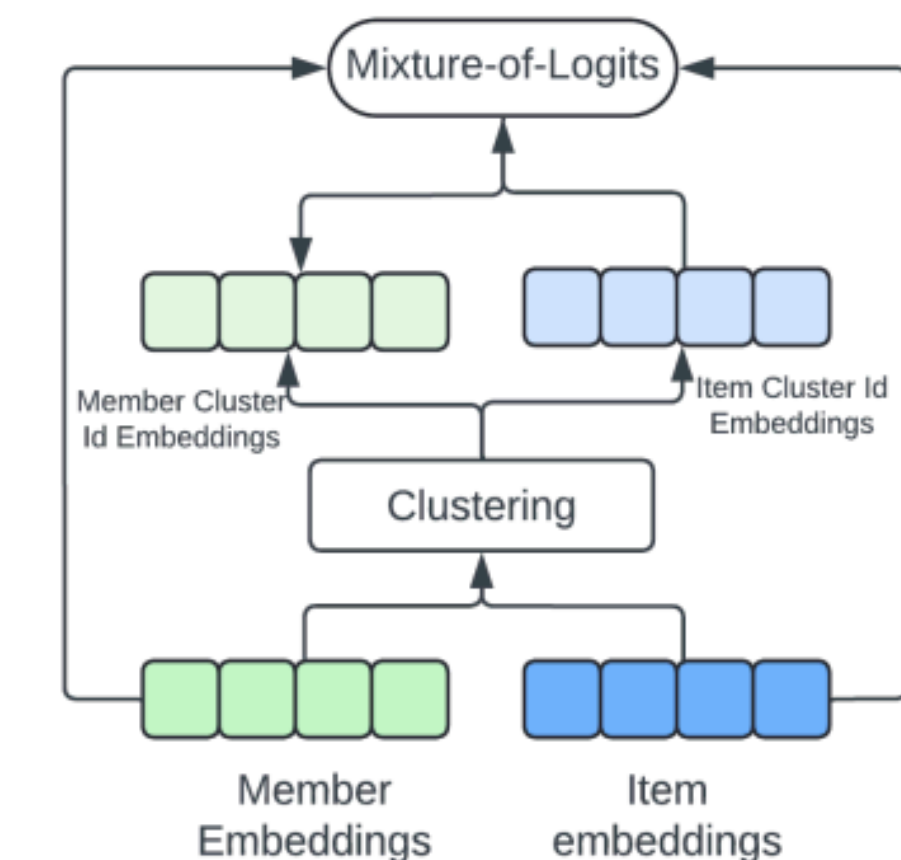 Mixture-of-Logits
Member Cluster
Id Embeddings
Item Cluster Id
Embeddings
Clustering
Member
Embeddings
Item
embeddings